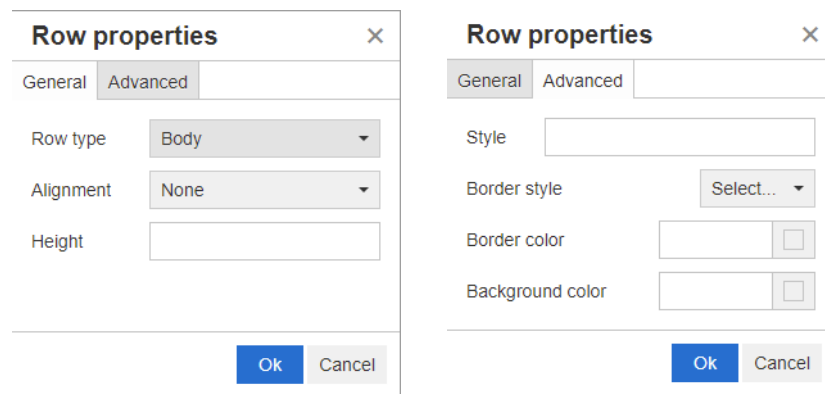 Row properties ×
General Advanced
Row type Body
Alignment None
Height
Ok Cancel
Row properties ×
General Advanced
Style
Border style Select...
Border color
Background color
Ok Cancel